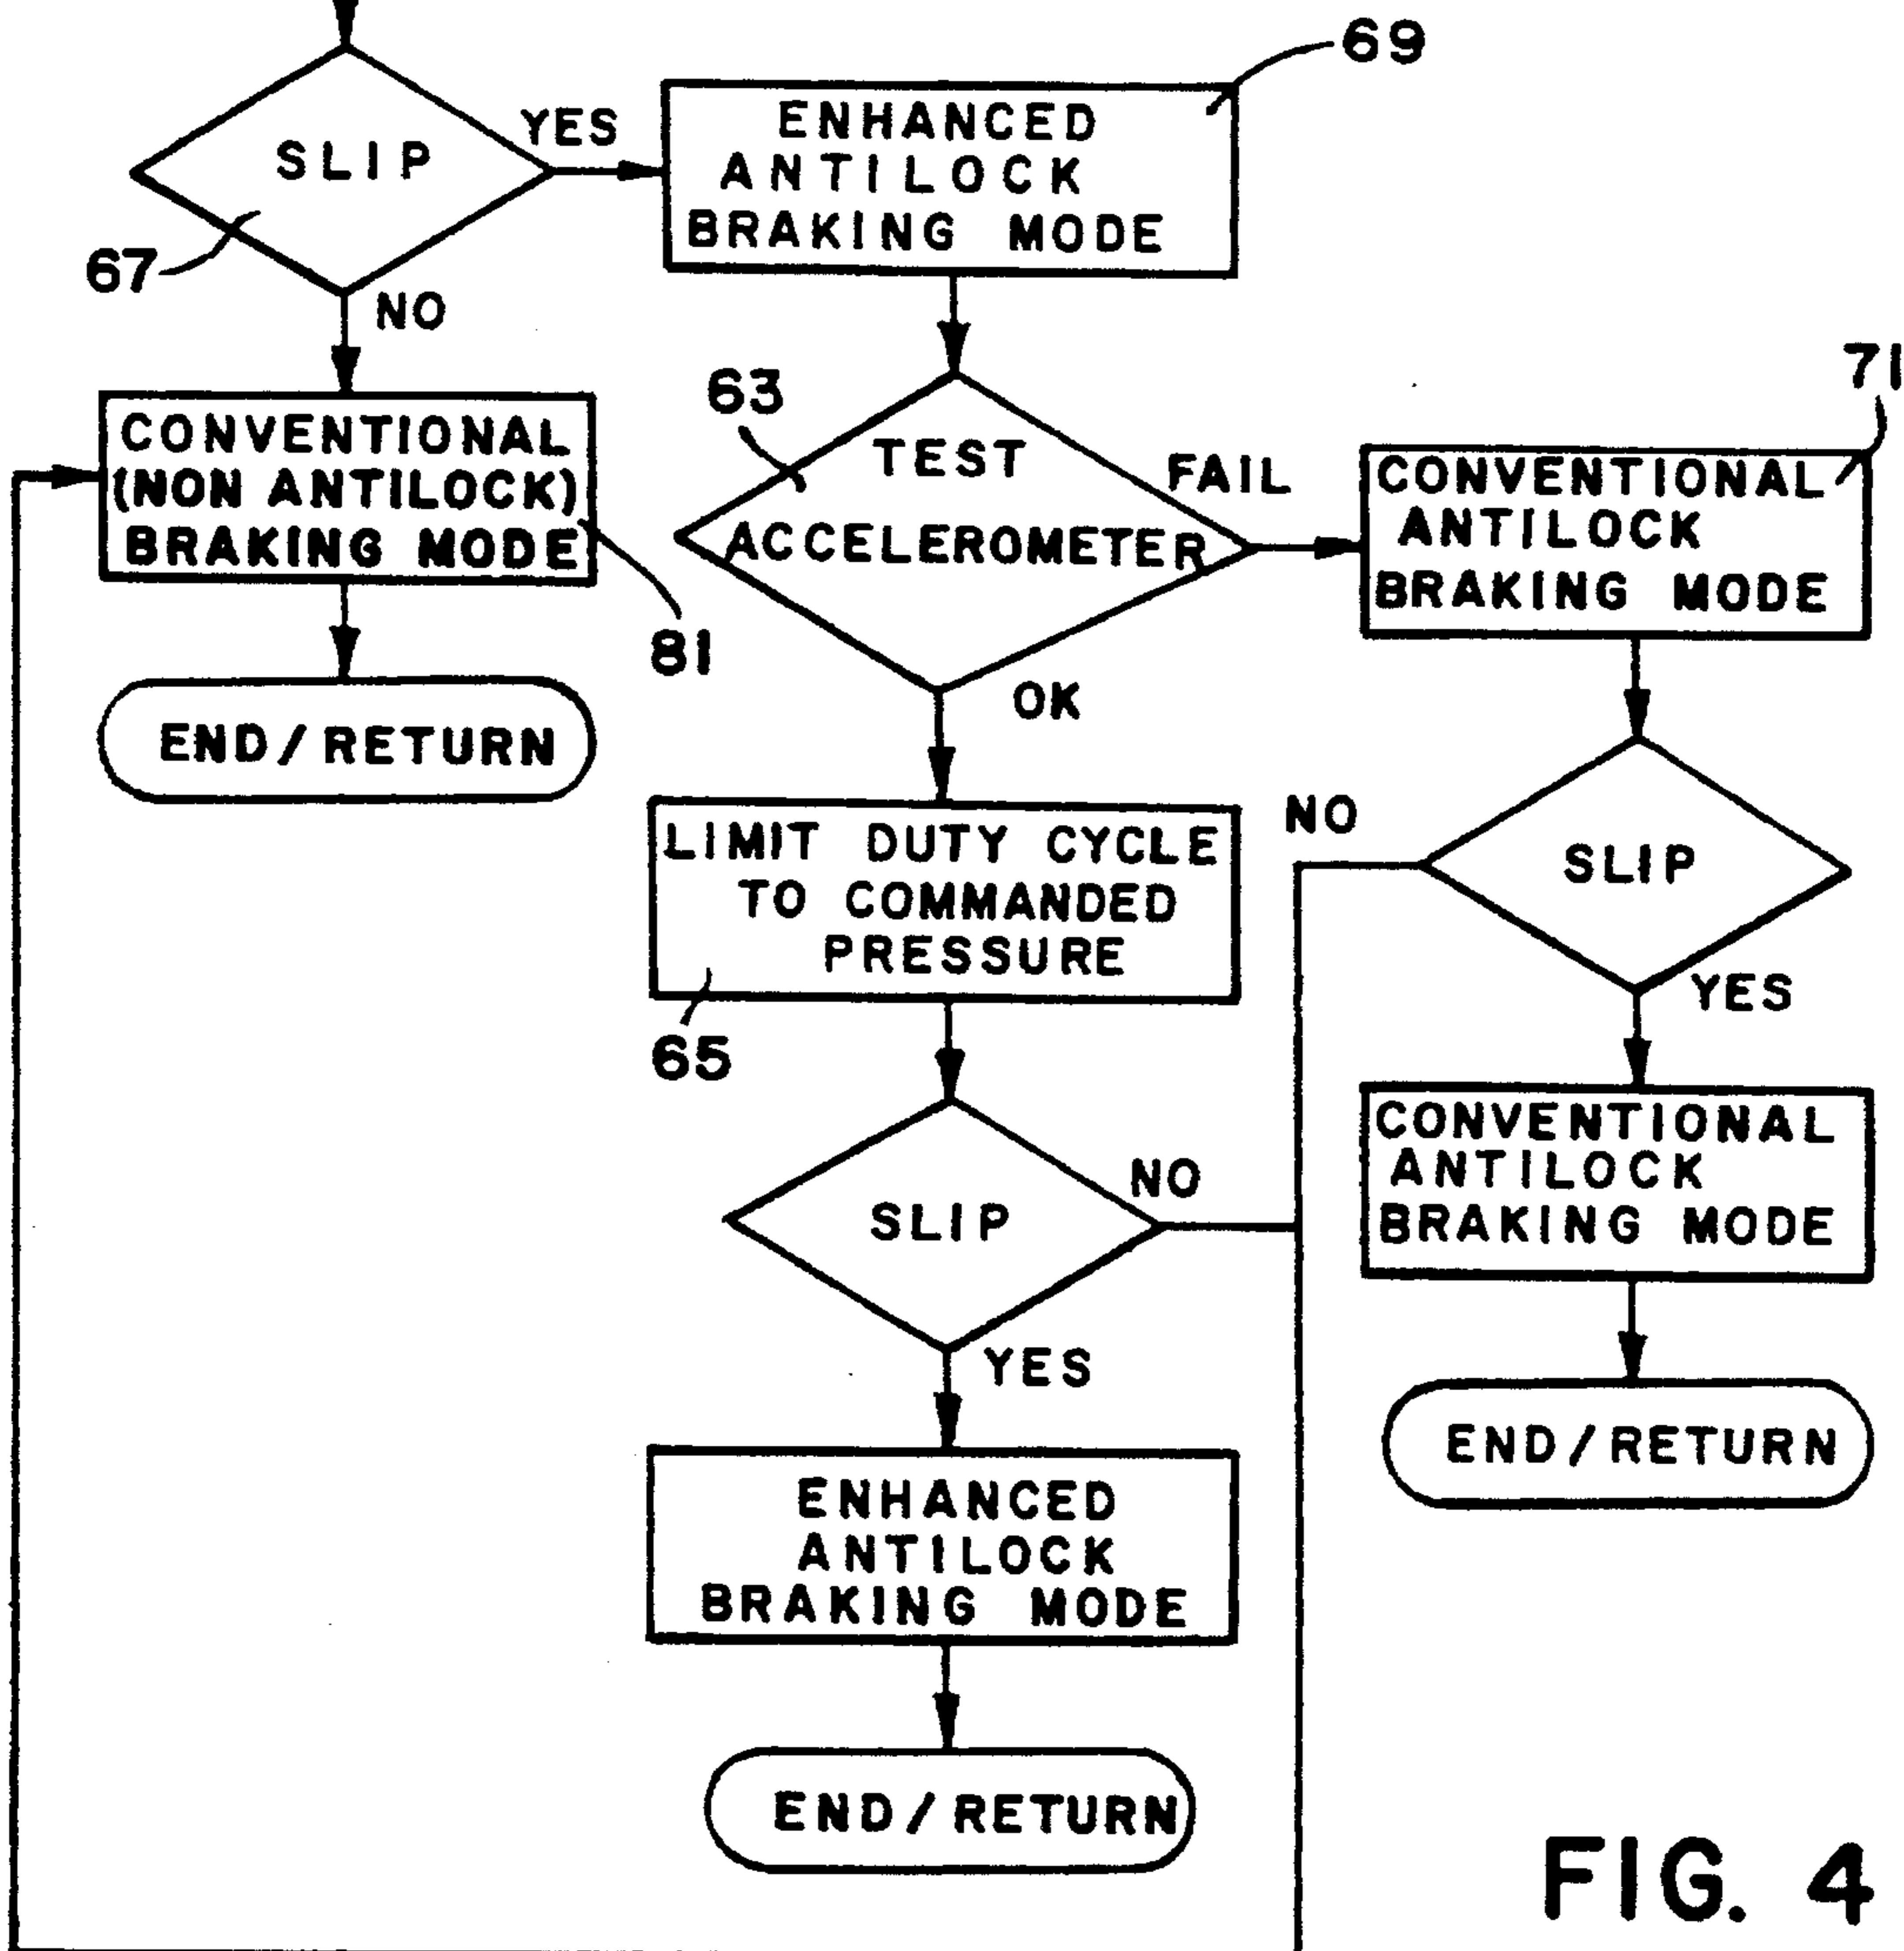 69
SLIP
YES
ENHANCED
ANTILOCK
BRAKING MODE
67
NO
CONVENTIONAL
(NON ANTILOCK)
BRAKING MODE
81
END/RETURN
63
TEST
ACCELEROMETER
FAIL
OK
71
CONVENTIONAL
ANTILOCK
BRAKING MODE
LIMIT DUTY CYCLE
TO COMMANDED
PRESSURE
65
NO
SLIP
YES
SLIP
NO
YES
CONVENTIONAL
ANTILOCK
BRAKING MODE
END/RETURN
ENHANCED
ANTILOCK
BRAKING MODE
END/RETURN
FIG. 4